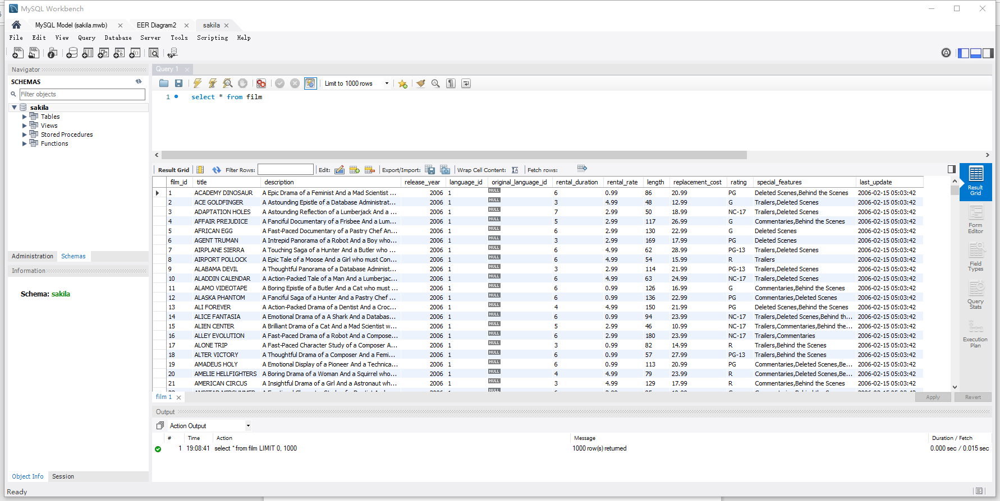 MySQL Workbench
MySQL Model (sakila.mwb) EER Diagram2 sakila
File Edit View Query Database Server Tools Scripting Help
Navigator Query 1
SCHEMAS
Limit to 1000 rows
Filter objects
1 select * from film
sakila
Tables
Views
Stored Procedures
Functions
Result Grid Filter Rows: Edit: Export/Import: Wrap Cell Content: Fetch rows:
film_id title description release_year language_id original_language_id rental_duration rental_rate length replacement_cost rating special_features last_update
1 ACADEMY DINOSAUR A Epic Drama of a Feminist And a Mad Scientist ... 2006 1 NULL 6 0.99 86 20.99 PG Deleted Scenes,Behind the Scenes 2006-02-15 05:03:42
2 ACE GOLDFINGER A Astounding Epistle of a Database Administrat... 2006 1 NULL 3 4.99 48 12.99 G Trailers,Deleted Scenes 2006-02-15 05:03:42
3 ADAPTATION HOLES A Astounding Reflection of a Lumberjack And a ... 2006 1 NULL 7 2.99 50 18.99 NC-17 Trailers,Deleted Scenes 2006-02-15 05:03:42
4 AFFAIR PREJUDICE A Fanciful Documentary of a Frisbee And a Lum... 2006 1 NULL 5 2.99 117 26.99 G Commentaries,Behind the Scenes 2006-02-15 05:03:42
5 AFRICAN EGG A Fast-Paced Documentary of a Pastry Chef An... 2006 1 NULL 6 2.99 130 22.99 G Deleted Scenes 2006-02-15 05:03:42
6 AGENT TRUMAN A Intrepid Panorama of a Robot And a Boy who... 2006 1 NULL 3 2.99 169 17.99 PG Deleted Scenes 2006-02-15 05:03:42
7 AIRPLANE SIERRA A Touching Saga of a Hunter And a Butler who ... 2006 1 NULL 6 4.99 62 28.99 PG-13 Trailers,Deleted Scenes 2006-02-15 05:03:42
8 AIRPORT POLLOCK A Epic Tale of a Moose And a Girl who must Con... 2006 1 NULL 6 4.99 54 15.99 R Trailers 2006-02-15 05:03:42
9 ALABAMA DEVIL A Thoughtful Panorama of a Database Administ... 2006 1 NULL 3 2.99 114 21.99 PG-13 Trailers,Deleted Scenes 2006-02-15 05:03:42
10 ALADDIN CALENDAR A Action-Packed Tale of a Man And a Lumberjac... 2006 1 NULL 6 4.99 63 24.99 NC-17 Trailers,Deleted Scenes 2006-02-15 05:03:42
11 ALAMO VIDEOTAPE A Boring Epistle of a Butler And a Cat who must ... 2006 1 NULL 6 0.99 126 16.99 G Commentaries,Behind the Scenes 2006-02-15 05:03:42
12 ALASKA PHANTOM A Fanciful Saga of a Hunter And a Pastry Chef ... 2006 1 NULL 6 0.99 136 22.99 PG Commentaries,Deleted Scenes 2006-02-15 05:03:42
13 ALI FOREVER A Action-Packed Drama of a Dentist And a Croc... 2006 1 NULL 4 4.99 150 21.99 PG Deleted Scenes,Behind the Scenes 2006-02-15 05:03:42
14 ALICE FANTASIA A Emotional Drama of a A Shark And a Databas... 2006 1 NULL 6 0.99 94 23.99 NC-17 Trailers,Deleted Scenes,Behind th... 2006-02-15 05:03:42
15 ALIEN CENTER A Brilliant Drama of a Cat And a Mad Scientist w... 2006 1 NULL 5 2.99 46 10.99 NC-17 Trailers,Commentaries,Behind the... 2006-02-15 05:03:42
16 ALLEY EVOLUTION A Fast-Paced Drama of a Robot And a Compose... 2006 1 NULL 6 2.99 180 23.99 NC-17 Trailers,Commentaries 2006-02-15 05:03:42
17 ALONE TRIP A Fast-Paced Character Study of a Composer A... 2006 1 NULL 3 0.99 82 14.99 R Trailers,Behind the Scenes 2006-02-15 05:03:42
18 ALTER VICTORY A Thoughtful Drama of a Composer And a Femi... 2006 1 NULL 6 0.99 57 27.99 PG-13 Trailers,Behind the Scenes 2006-02-15 05:03:42
19 AMADEUS HOLY A Emotional Display of a Pioneer And a Technica... 2006 1 NULL 6 0.99 113 20.99 PG Commentaries,Deleted Scenes,Be... 2006-02-15 05:03:42
20 AMELIE HELLFIGHTERS A Boring Drama of a Woman And a Squirrel who... 2006 1 NULL 4 4.99 79 23.99 R Commentaries,Deleted Scenes,Be... 2006-02-15 05:03:42
21 AMERICAN CIRCUS A Insightful Drama of a Girl And a Astronaut wh... 2006 1 NULL 3 4.99 129 17.99 R Commentaries,Behind the Scenes 2006-02-15 05:03:42
Result
Grid
Form
Editor
Field
Types
Query
Stats
Execution
Plan
Administration Schemas
Information
Schema: sakila
film 1 Apply Revert
Output
Action Output
# Time Action Message Duration / Fetch
1 19:08:41 select * from film LIMIT 0, 1000 1000 row(s) returned 0.000 sec / 0.015 sec
Object Info Session
Ready